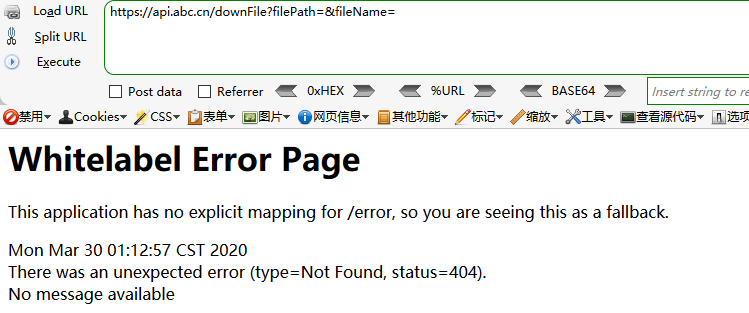 Load URL
https://api.abc.cn/downFile?filePath=&fileName=
Split URL
Execute
Post data Referrer 0xHEX %URL BASE64 Insert string to re
禁用 Cookies CSS 表单 图片 网页信息 其他功能 标记 缩放 工具 查看源代码 选项
Whitelabel Error Page
This application has no explicit mapping for /error, so you are seeing this as a fallback.
Mon Mar 30 01:12:57 CST 2020
There was an unexpected error (type=Not Found, status=404).
No message available